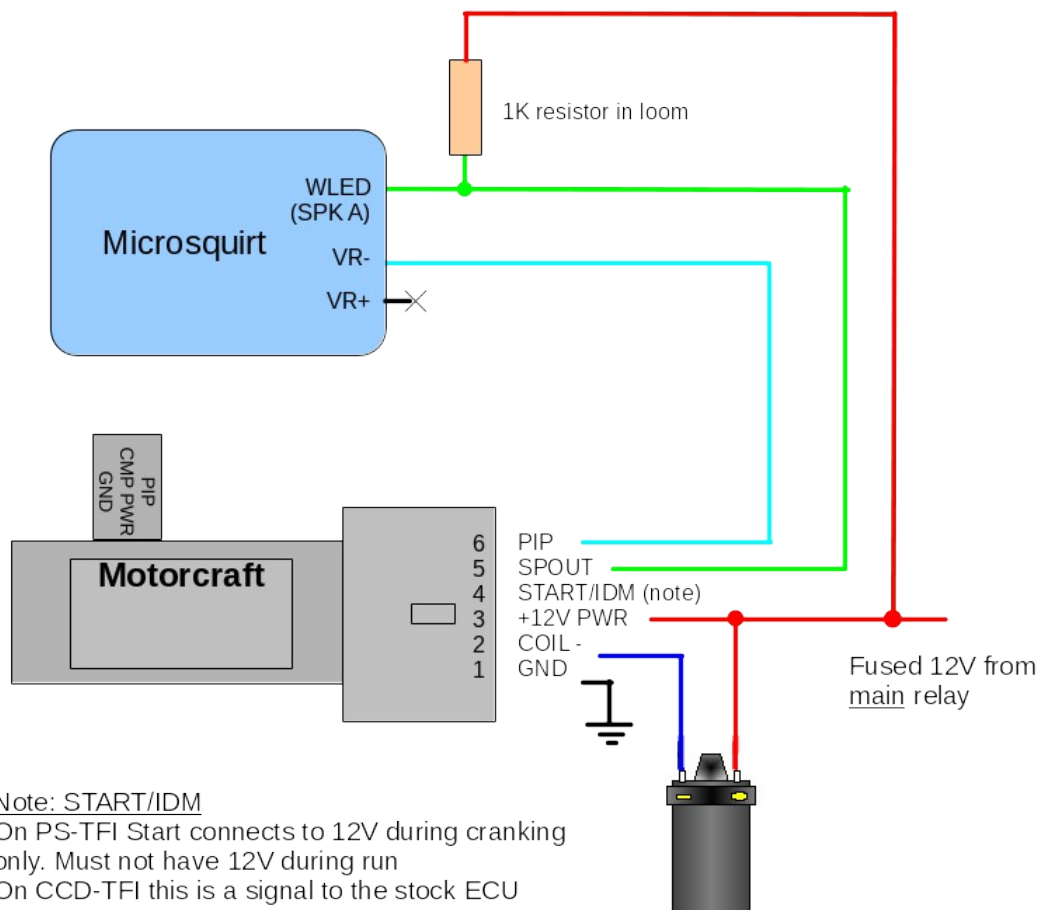 1K resistor in loom
WLED
(SPK A)
Microsquirt
VR-
VR+
PIP
CMP PWR
GND
Motorcraft
6 PIP
5 SPOUT
4 START/IDM (note)
3 +12V PWR
2 COIL -
1 GND
Fused 12V from
main relay
Note: START/IDM
On PS-TFI Start connects to 12V during cranking
only. Must not have 12V during run
On CCD-TFI this is a signal to the stock ECU